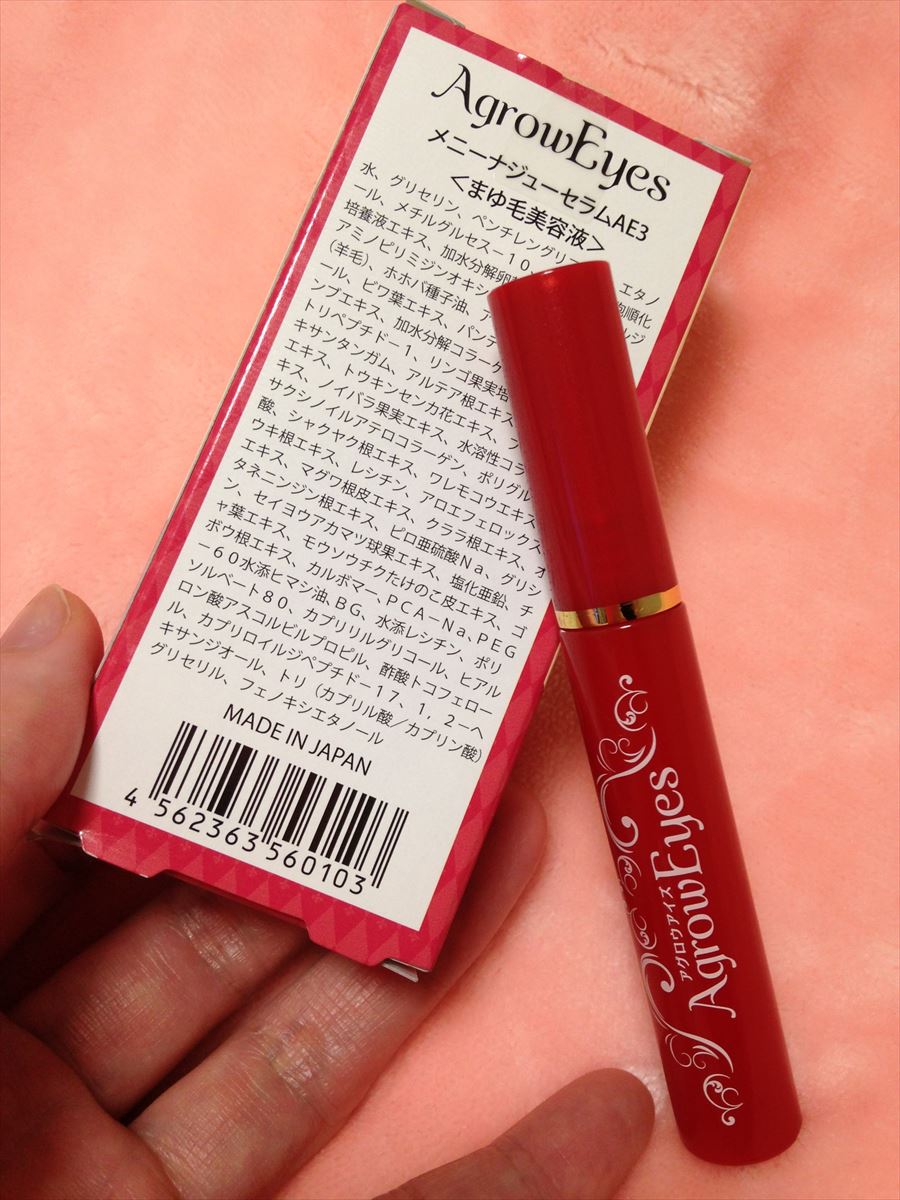 AgrowEyes
メニーナジューセラムAE3
<まゆ毛美容液>
水、グリセリン、ペンチレングリ エタノ
ール、メチルグルセス－10、 胞順化
培養液エキス、加水分解卵
アミノピリミジンオキシ ルジ
(羊毛)、ホホバ種子油、ア
ール、ビワ葉エキス、パンテ
ンブエキス、加水分解コラーゲ
トリペプチド－1、リンゴ果実培
キサンタンガム、アルテア根エキス
エキス、トウキンセンカ花エキス、フ
キス、ノイバラ果実エキス、水溶性コラ
サクシノイルアテロコラーゲン、ポリグル
酸、シャクヤク根エキス、クレモコウエキス
ウキ根エキス、レシチン、アロエフェロックス
エキス、マグワ根皮エキス、クララ根エキス、オ
タネニンジン根エキス、ピロ亜硫酸Na、グリシ
ン、セイヨウアカマツ球果エキス、塩化亜鉛、チ
ャ葉エキス、モウソウチクたけのこ皮エキス、ゴ
ボウ根エキス、カルボマー、PCA－Na、PEG
－60水添ヒマシ油、BG、水添レシチン、ポリ
ソルベート80、カプリリルグリコール、ヒアル
ロン酸アスコルビルプロピル、酢酸トコフェロー
ル、カプリロイルジペプチド－17、1，2－ヘ
キサンジオール、トリ（カプリル酸／カプリン酸）
グリセリル、フェノキシエタノール
MADE IN JAPAN
4 562363 560103
AgrowEyes
アグロウアイズ